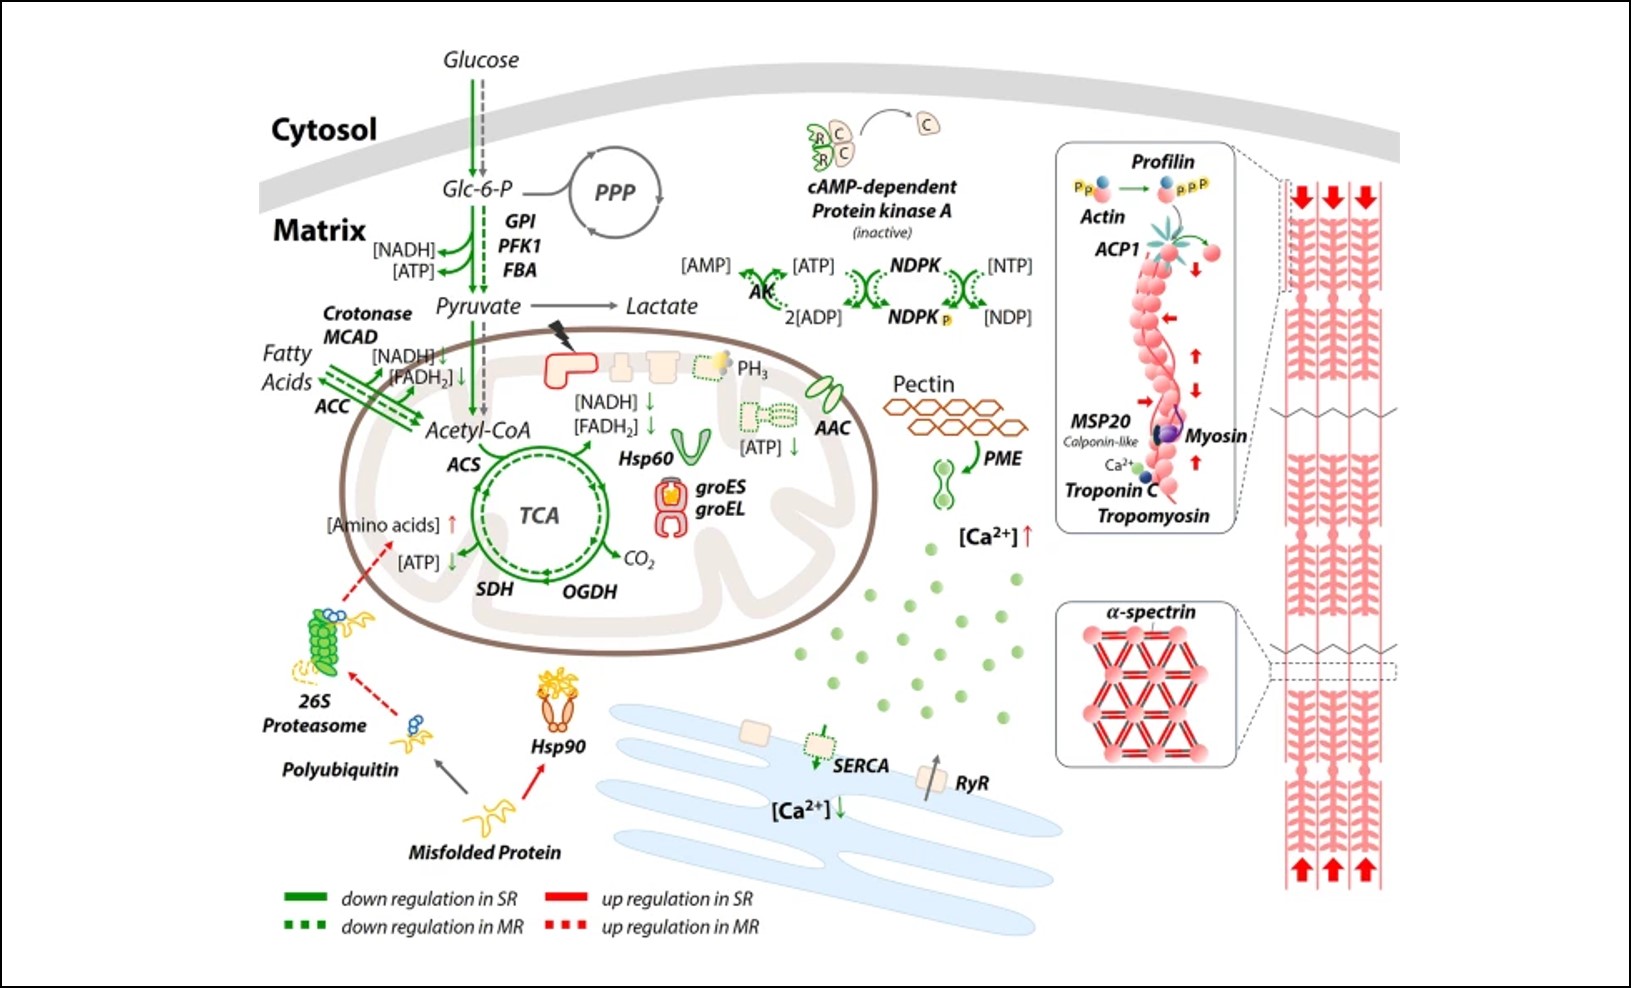 Glucose
Cytosol
Glc-6-P
PPP
Matrix
GPI
PFK1
FBA
[NADH]
[ATP]
Pyruvate
Lactate
Crotonase
MCAD
Fatty
Acids
[NADH]↓
[FADH₂]↓
ACC
Acetyl-CoA
ACS
TCA
[NADH] ↓
[FADH₂] ↓
Hsp60
groES
groEL
PH₃
[ATP] ↓
AAC
[Amino acids] ↑
[ATP] ↓
SDH
OGDH
CO₂
R C
R C
C
cAMP-dependent
Protein kinase A
(inactive)
[AMP]
[ATP]
NDPK
[NTP]
AK
2[ADP]
NDPK P
[NDP]
Pectin
PME
[Ca²⁺]↑
Profilin
P P
P P P
Actin
ACP1
MSP20
Calponin-like
Myosin
Ca²⁺
Troponin C
Tropomyosin
α-spectrin
26S
Proteasome
Polyubiquitin
Hsp90
Misfolded Protein
SERCA
RyR
[Ca²⁺]↓
down regulation in SR
up regulation in SR
down regulation in MR
up regulation in MR